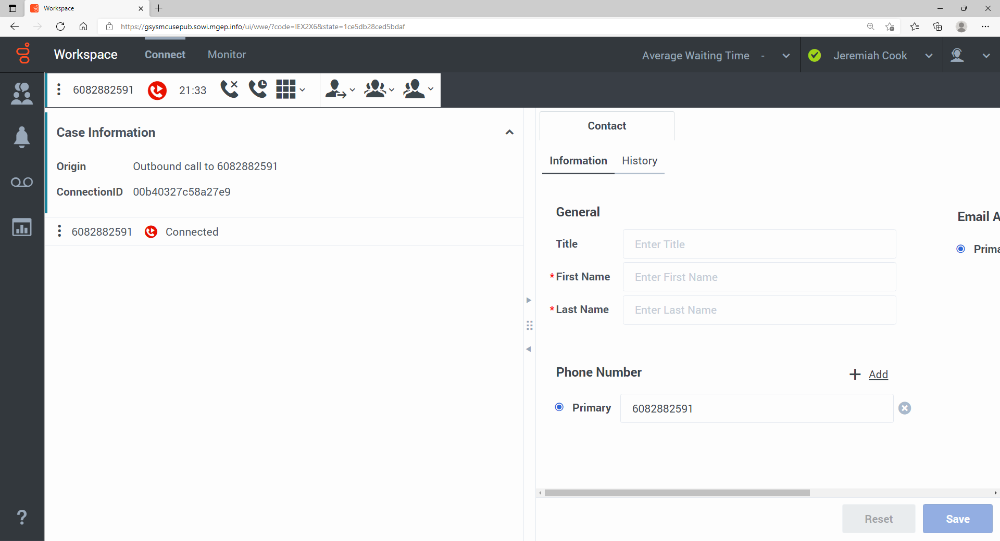 Workspace
https://gsysmcusepub.sowi.mgep.info/ui/wwe/?code=IEX2X6&state=1ce5db28ced5bdaf
Workspace Connect Monitor Average Waiting Time - Jeremiah Cook
6082882591 21:33
Case Information
Origin Outbound call to 6082882591
ConnectionID 00b40327c58a27e9
6082882591 Connected
Contact
Information History
General
Title Enter Title
*First Name Enter First Name
*Last Name Enter Last Name
Phone Number
+ Add
Primary 6082882591
Email A
Prima
Reset Save
?